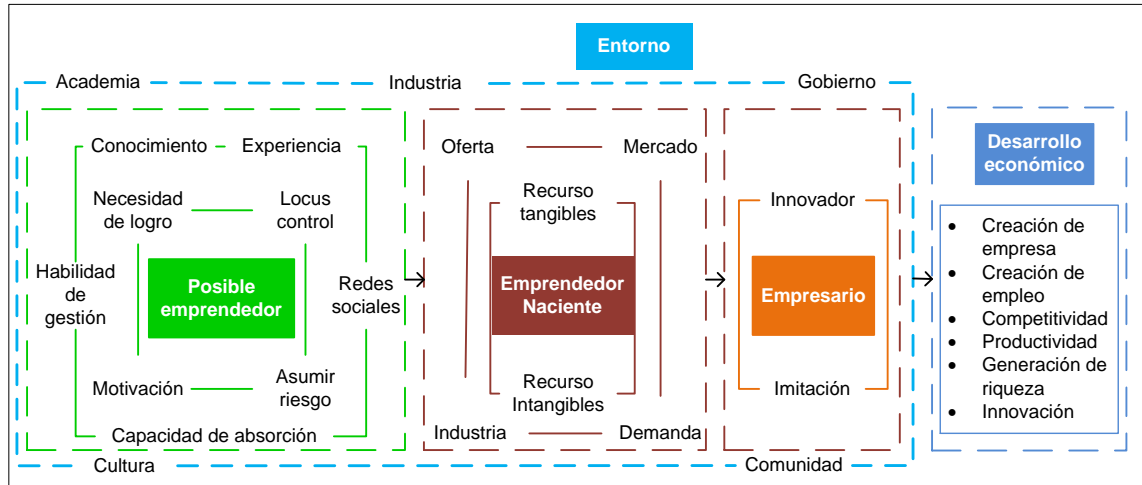 Entorno
Academia
Industria
Gobierno
Conocimiento
Experiencia
Necesidad
de logro
Locus
control
Habilidad
de
gestión
Posible
emprendedor
Redes
sociales
Motivación
Asumir
riesgo
Capacidad de absorción
Oferta
Mercado
Recurso
tangibles
Emprendedor
Naciente
Recurso
Intangibles
Industria
Demanda
Innovador
Empresario
Imitación
Cultura
Comunidad
Desarrollo
económico
• Creación de
empresa
• Creación de
empleo
• Competitividad
• Productividad
• Generación de
riqueza
• Innovación